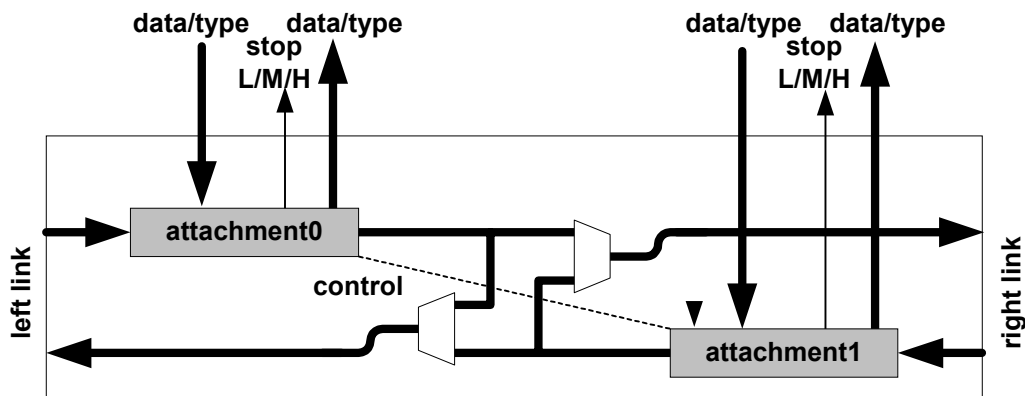 data/type data/type
stop
L/M/H
data/type data/type
stop
L/M/H
left link
attachment0
control
attachment1
right link